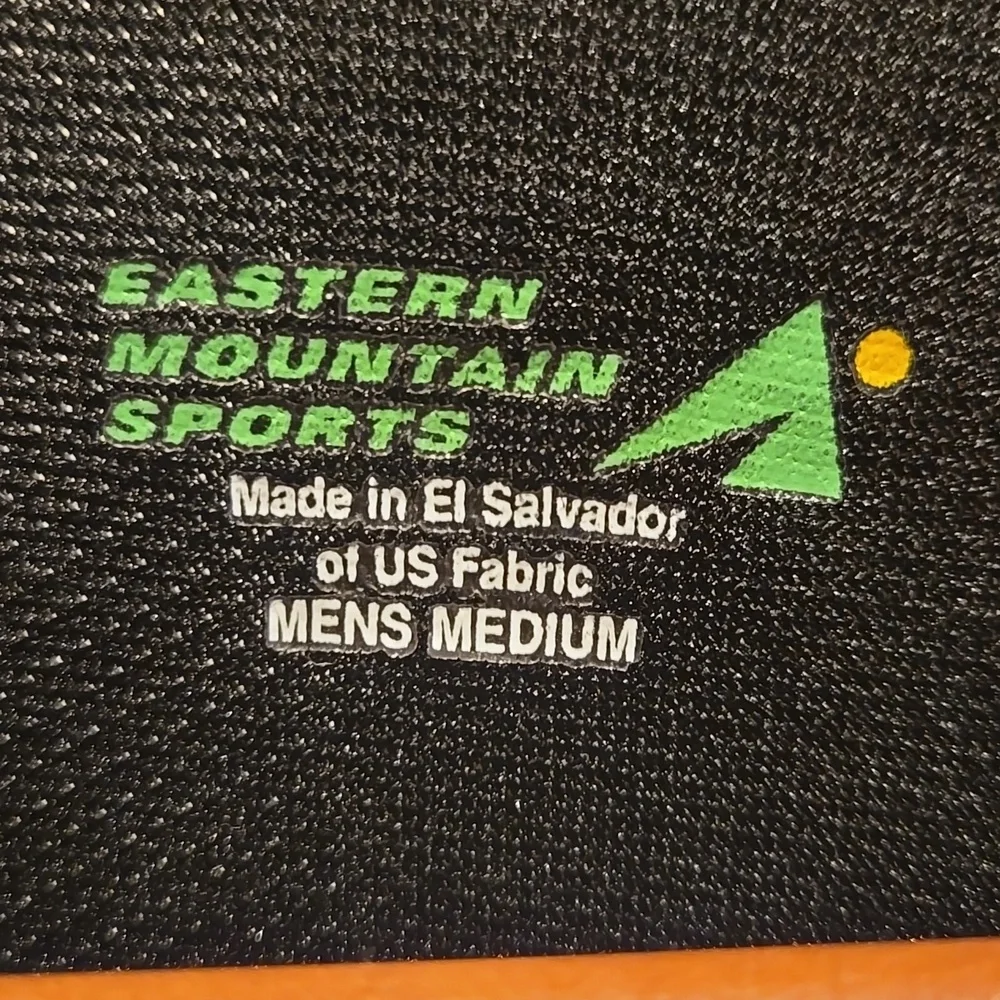 EASTERN
MOUNTAIN
SPORTS
Made in El Salvador
of US Fabric
MENS MEDIUM